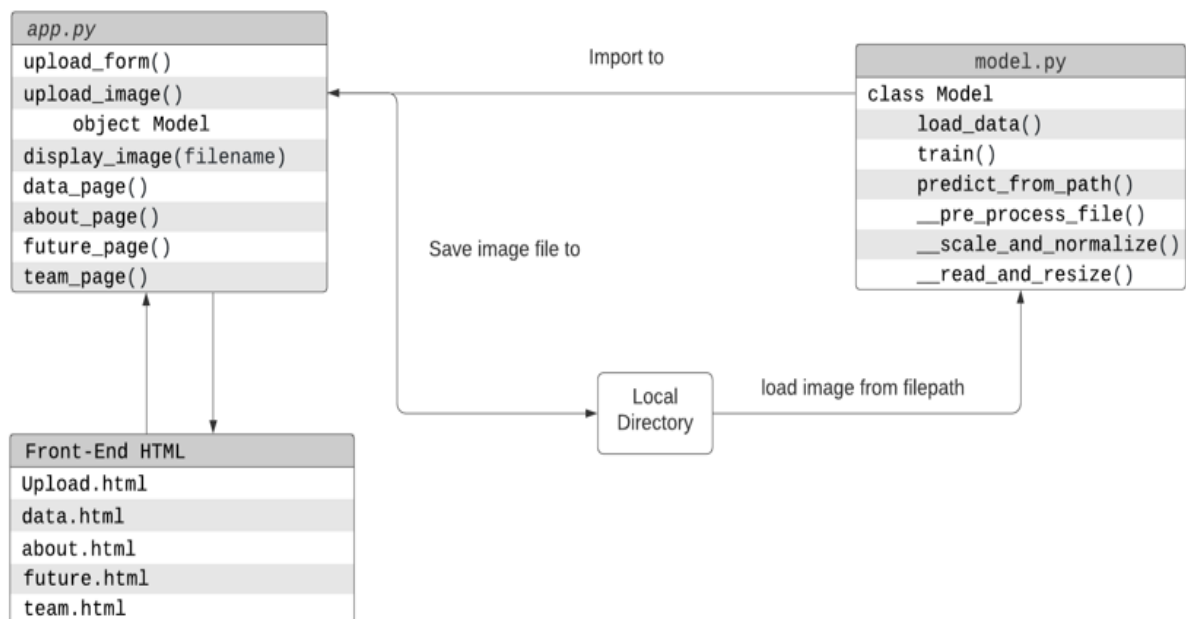 app.py
upload_form()
upload_image()
object Model
display_image(filename)
data_page()
about_page()
future_page()
team_page()
Import to
model.py
class Model
load_data()
train()
predict_from_path()
__pre_process_file()
__scale_and_normalize()
__read_and_resize()
Save image file to
Local
Directory
load image from filepath
Front-End HTML
Upload.html
data.html
about.html
future.html
team.html